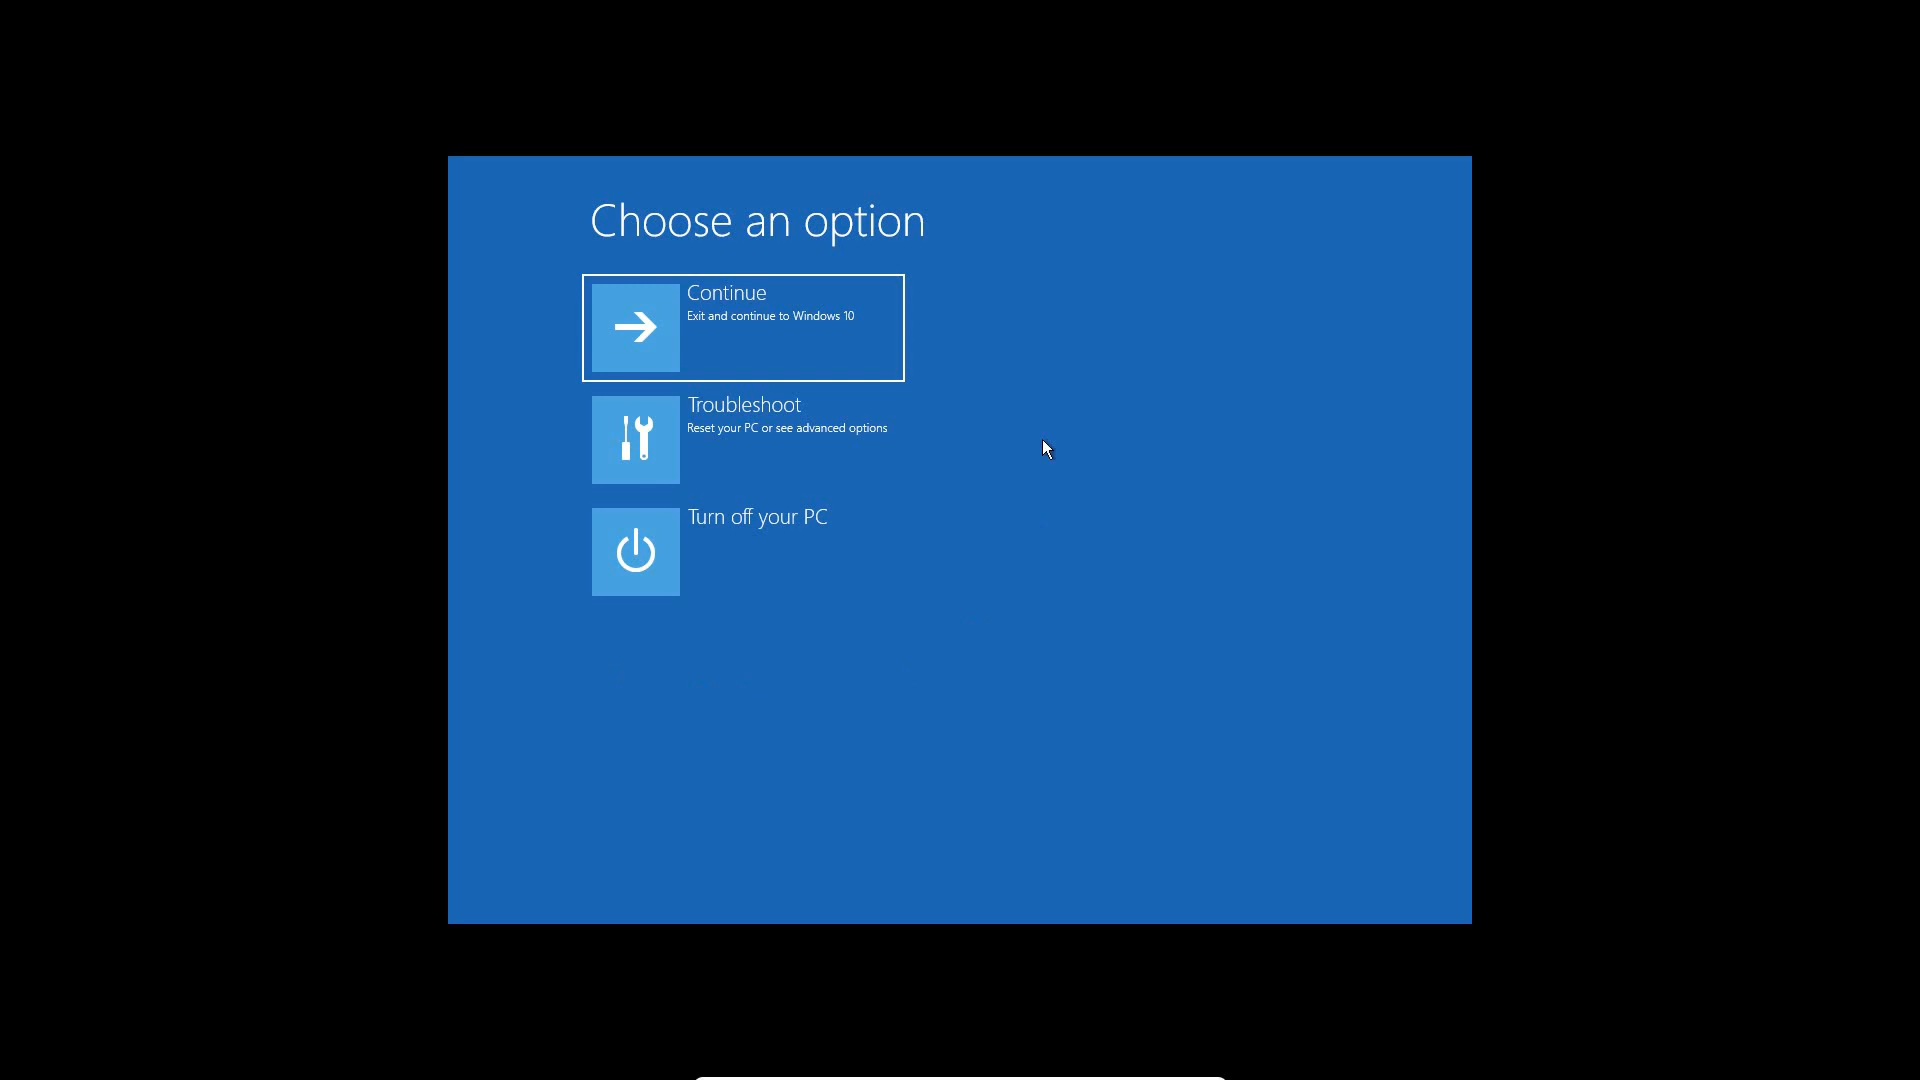 Choose an option
Continue
Exit and continue to Windows 10
Troubleshoot
Reset your PC or see advanced options
Turn off your PC